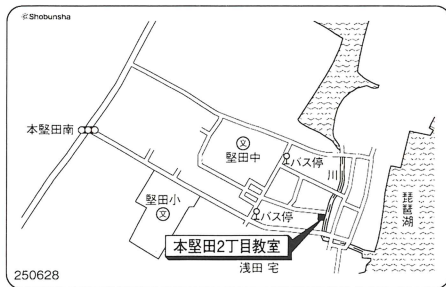 ©Shobunsha
本堅田南
堅田中
バス停
川
堅田小
バス停
琵琶湖
本堅田2丁目教室
浅田 宅
250628